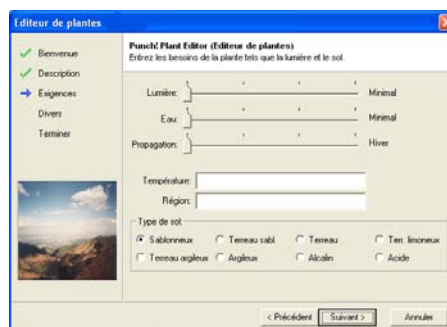 Editeur de plantes
Bienvenue
Description
Exigences
Divers
Terminer
Punch! Plant Editor (Editeur de plantes)
Entrez les besoins de la plante tels que la lumière et le sol.
Lumière: Minimal
Eau: Minimal
Propagation: Hiver
Température:
Région:
Type de sol:
Sablonneux Terreau sabl. Terreau Terr. limoneux
Terreau argileux Argileux Alcalin Acide
< Précédent Suivant > Annuler